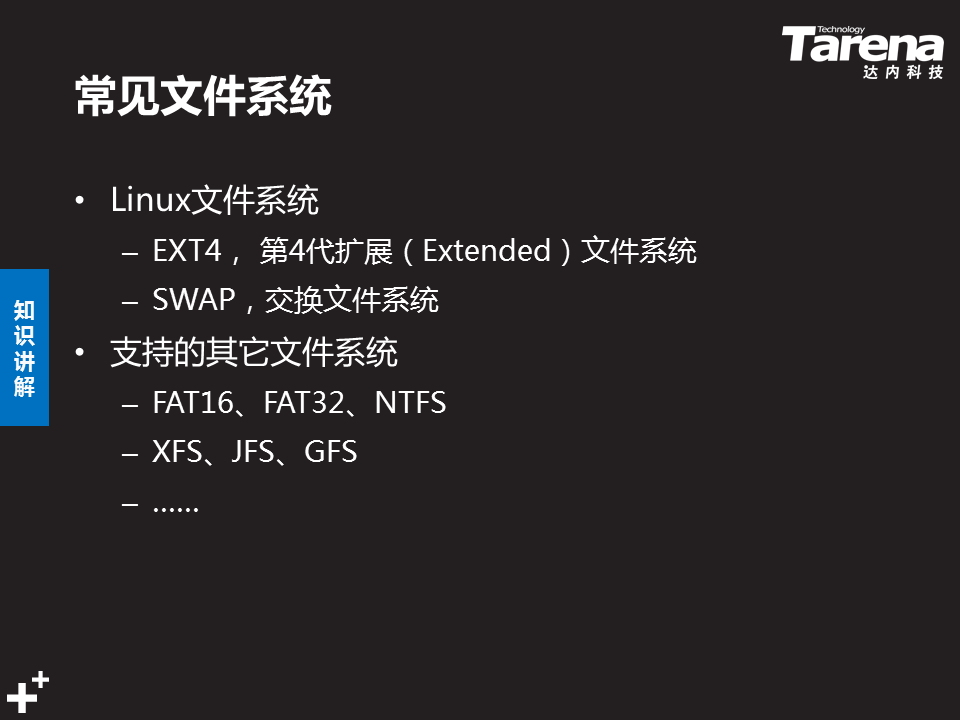 Technology
Tarena
达内科技
常见文件系统
• Linux文件系统
– EXT4， 第4代扩展（Extended）文件系统
– SWAP，交换文件系统
• 支持的其它文件系统
– FAT16、FAT32、NTFS
– XFS、JFS、GFS
– ……
知识讲解